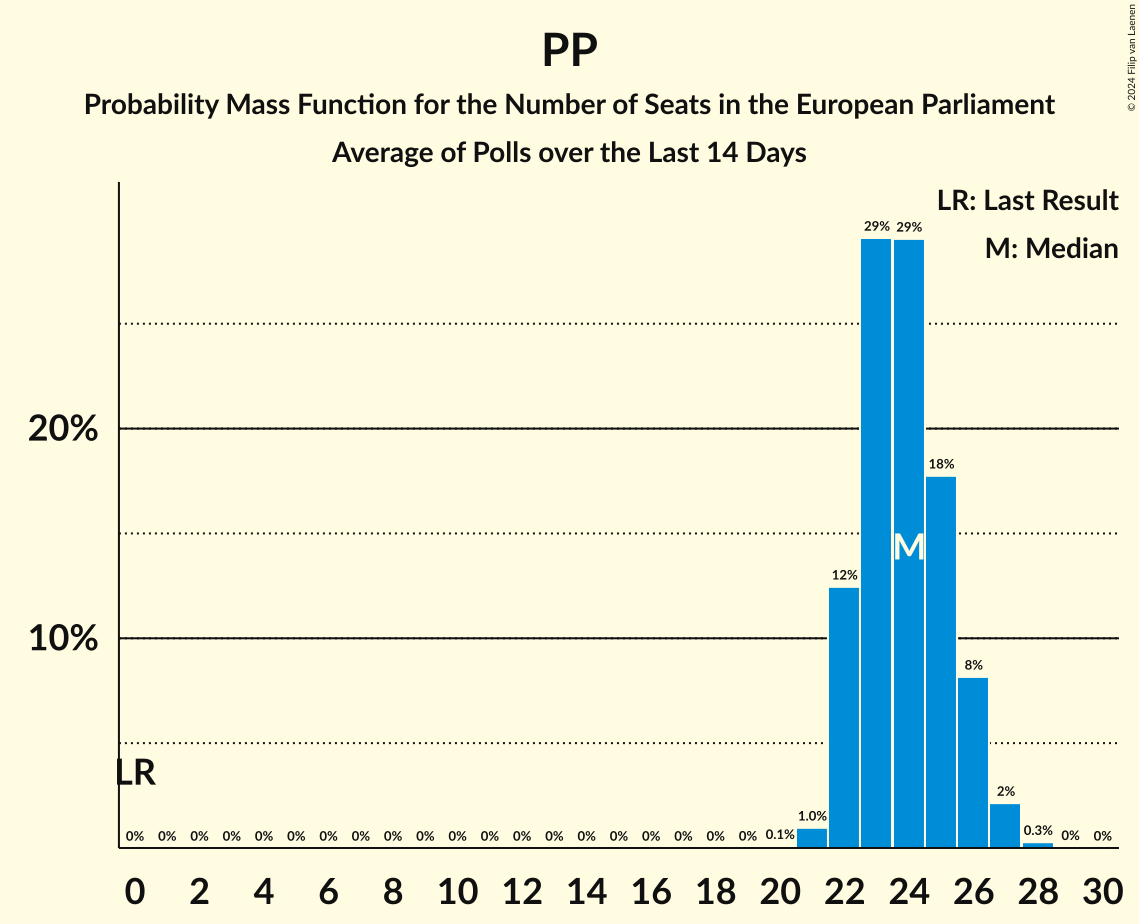 PP
Probability Mass Function for the Number of Seats in the European Parliament
Average of Polls over the Last 14 Days
© 2024 Filip van Laenen
LR: Last Result
M: Median
29% 29%
20%
18%
M
12%
10%
8%
LR
2%
0% 0% 0% 0% 0% 0% 0% 0% 0% 0% 0% 0% 0% 0% 0% 0% 0% 0% 0% 0% 0.1% 1.0% 0.3% 0% 0%
0 2 4 6 8 10 12 14 16 18 20 22 24 26 28 30